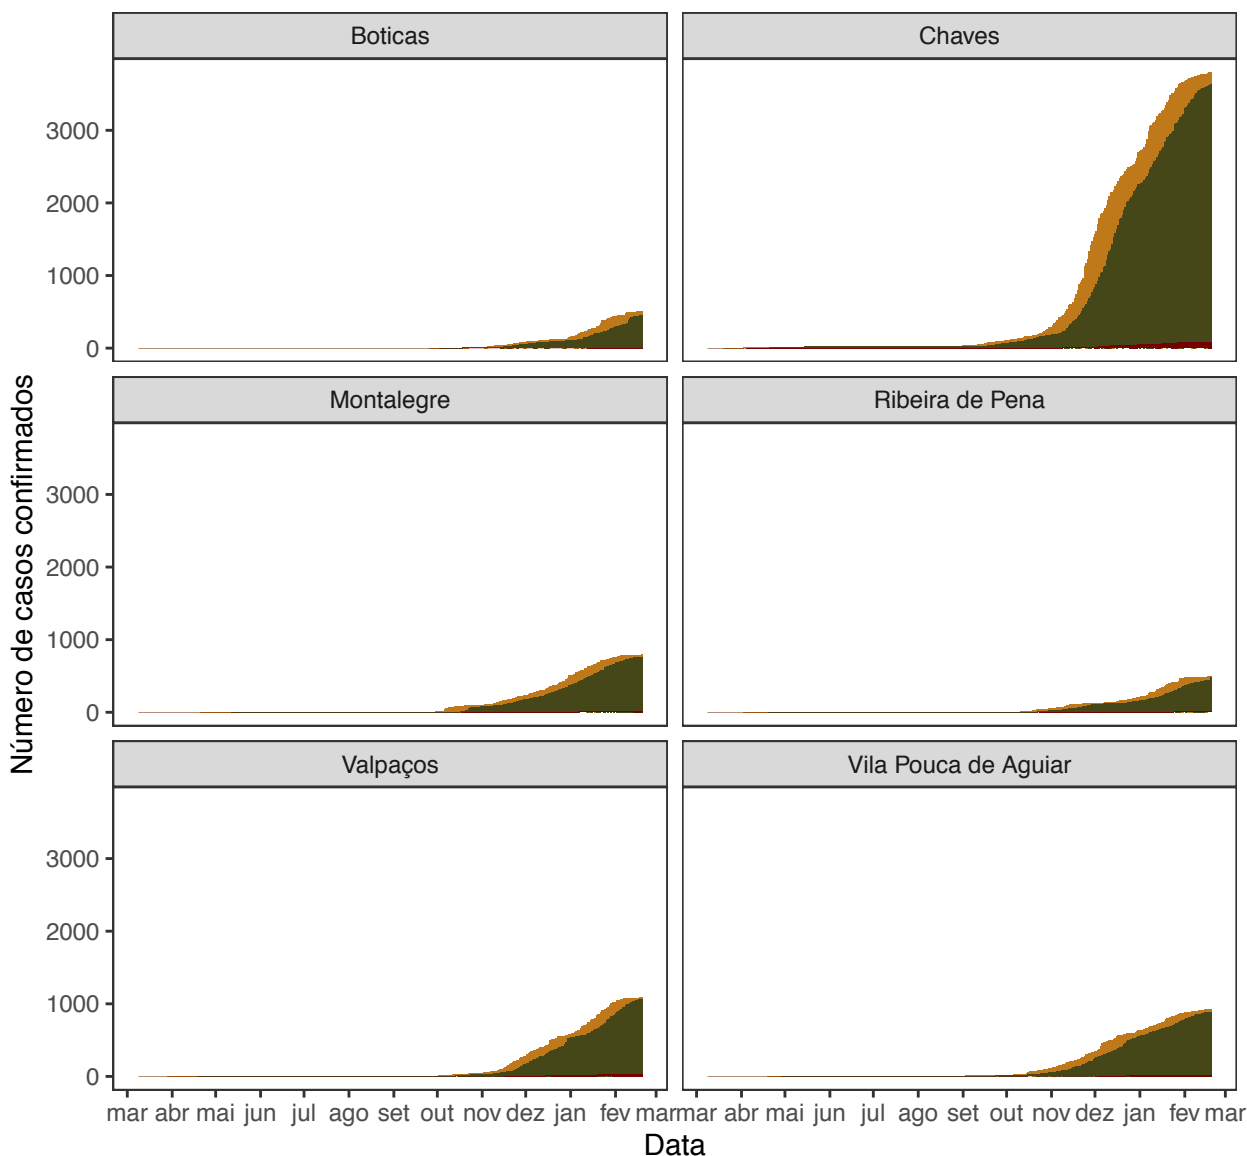 Boticas
Chaves
3000
2000
1000
0
Montalegre
Ribeira de Pena
3000
2000
1000
0
Valpaços
Vila Pouca de Aguiar
3000
2000
1000
0
mar abr mai jun jul ago set out nov dez jan fev mar
mar abr mai jun jul ago set out nov dez jan fev mar
Data
Número de casos confirmados